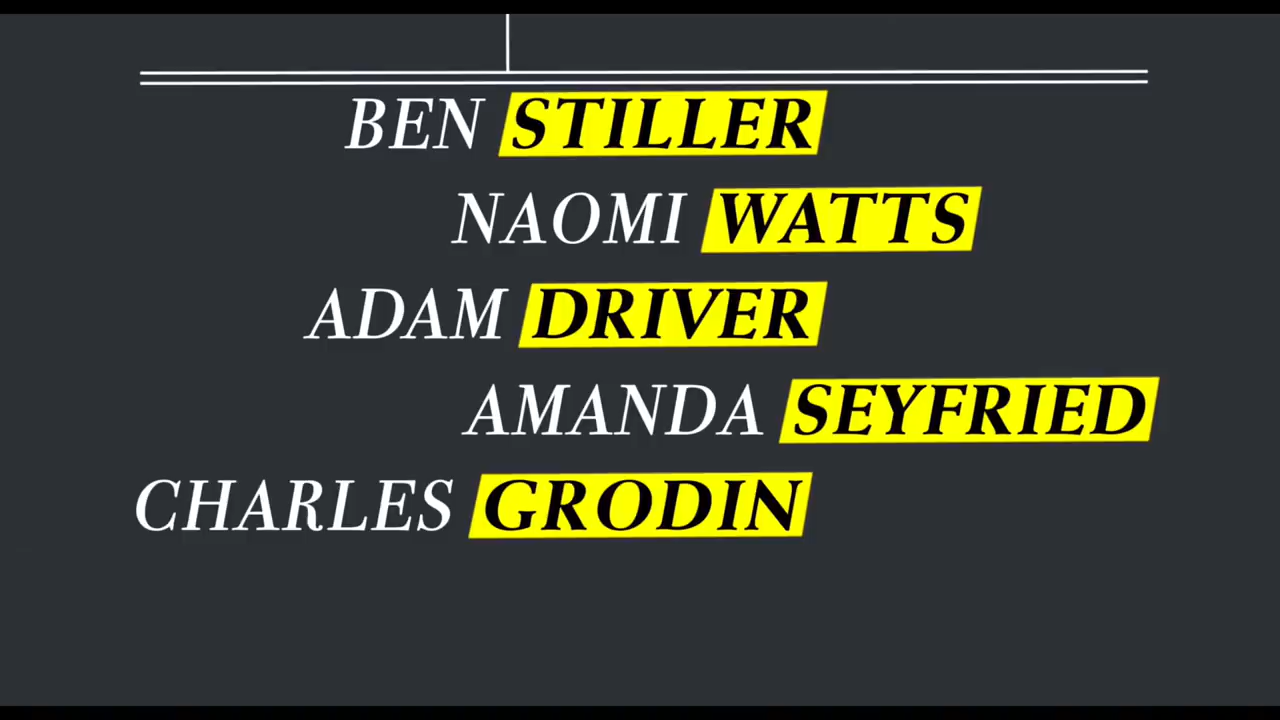 BEN STILLER
NAOMI WATTS
ADAM DRIVER
AMANDA SEYFRIED
CHARLES GRODIN